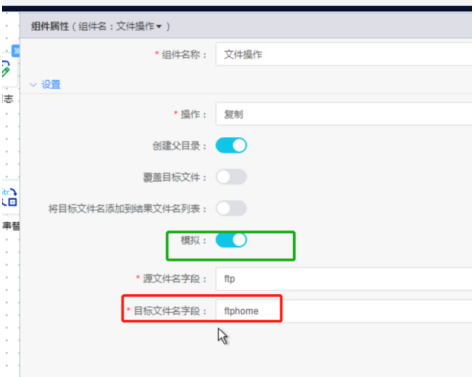 组件属性 ( 组件名 : 文件操作 )
* 组件名称 : 文件操作
设置
志
* 操作 : 复制
创建父目录 :
覆盖目标文件 :
将目标文件名添加到结果文件名列表 :
串替
模拟 :
* 源文件名字段 : ftp
* 目标文件名字段 : ftphome